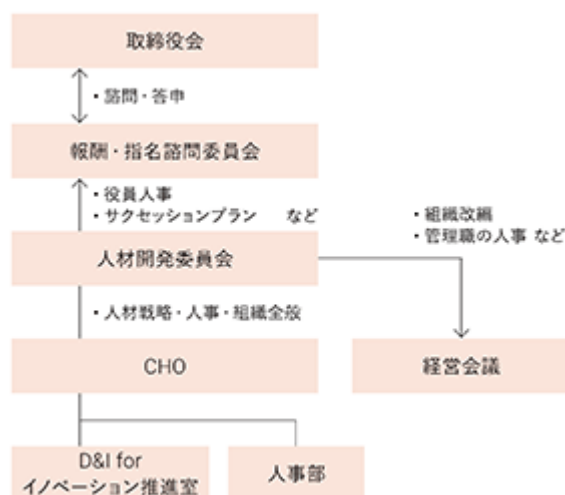 取締役会
・諮問・答申
報酬・指名諮問委員会
・役員人事
・サクセッションプラン など
・組織改編
・管理職の人事 など
人材開発委員会
・人材戦略・人事・組織全般
CHO
経営会議
D&I for
イノベーション推進室
人事部